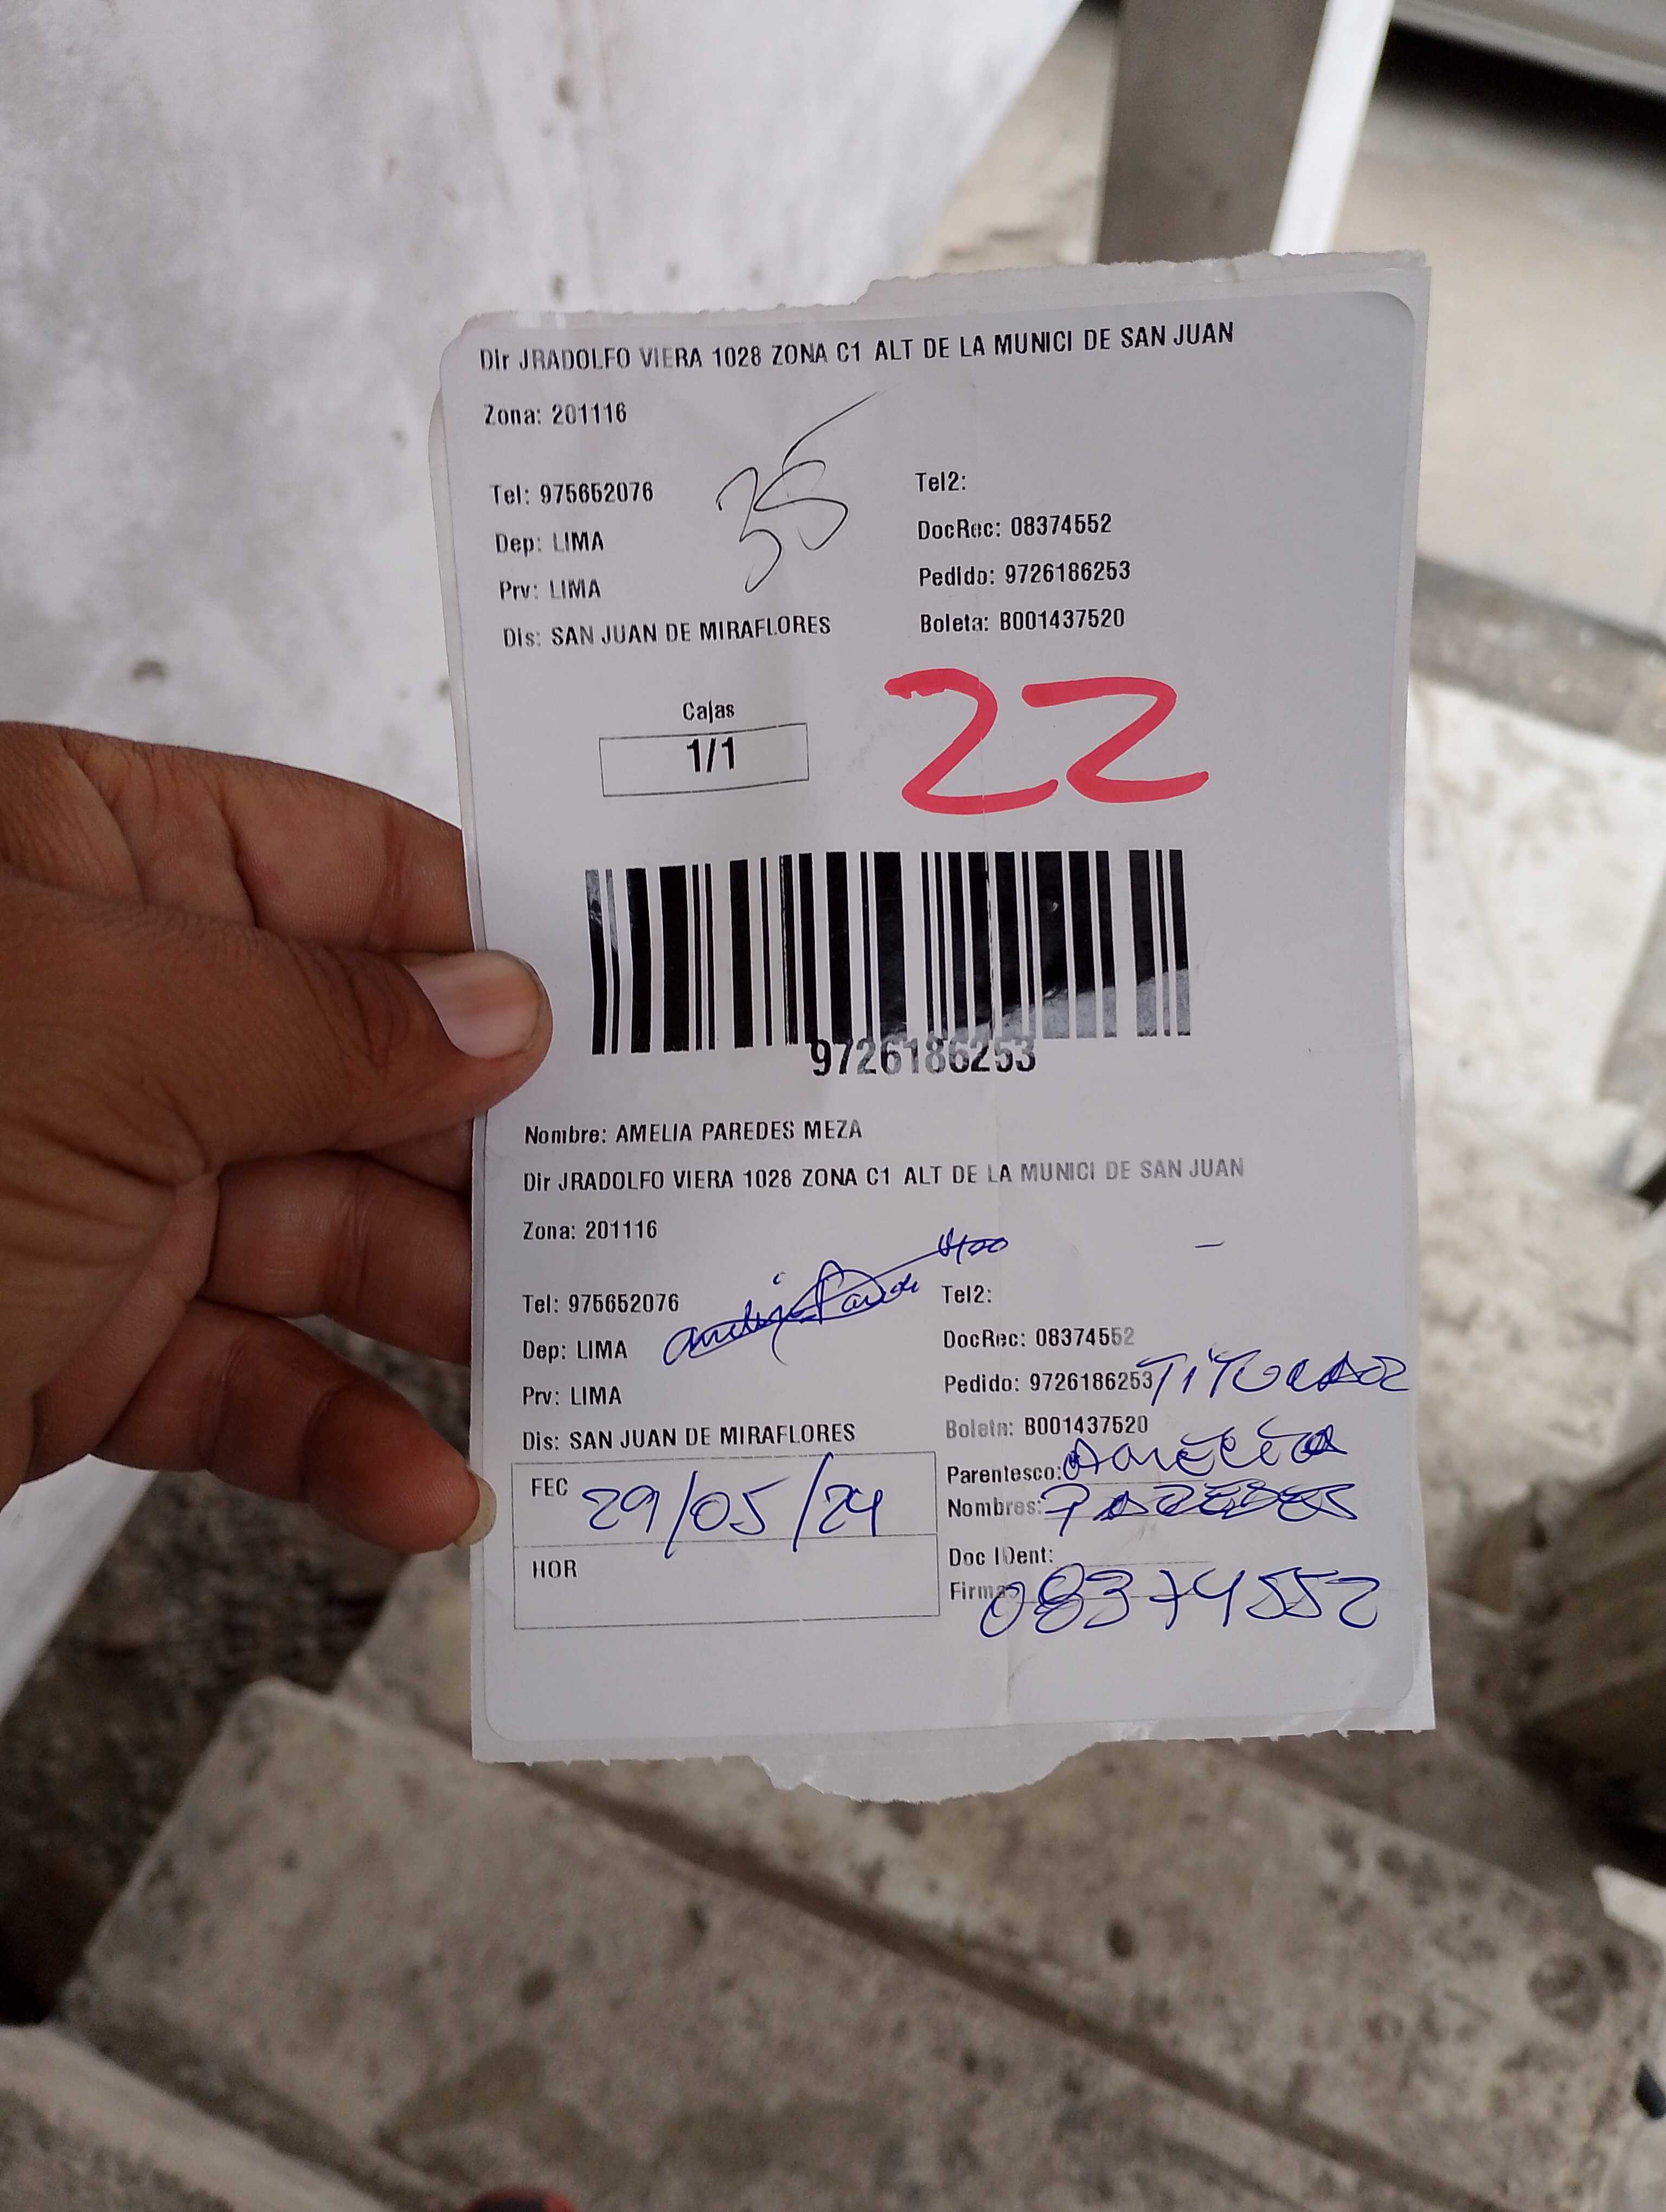 Dir JRADOLFO VIERA 1028 ZONA C1 ALT DE LA MUNICI DE SAN JUAN
Zona: 201116
35
Tel: 975652076 Tel2:
Dep: LIMA DocRec: 08374552
Prv: LIMA Pedido: 9726186253
Dis: SAN JUAN DE MIRAFLORES Boleta: B001437520
Cajas
1/1
22
9726186253
Nombre: AMELIA PAREDES MEZA
Dir JRADOLFO VIERA 1028 ZONA C1 ALT DE LA MUNICI DE SAN JUAN
Zona: 201116
Tel: 975652076 Tel2:
Dep: LIMA DocRec: 08374552
Prv: LIMA Pedido: 9726186253 TITULAR
Dis: SAN JUAN DE MIRAFLORES Boleta: B001437520
Parentesco: AMELIA
FEC 29/05/24 Nombres: PAREDES
HOR Doc IDent:
Firma: 08374552